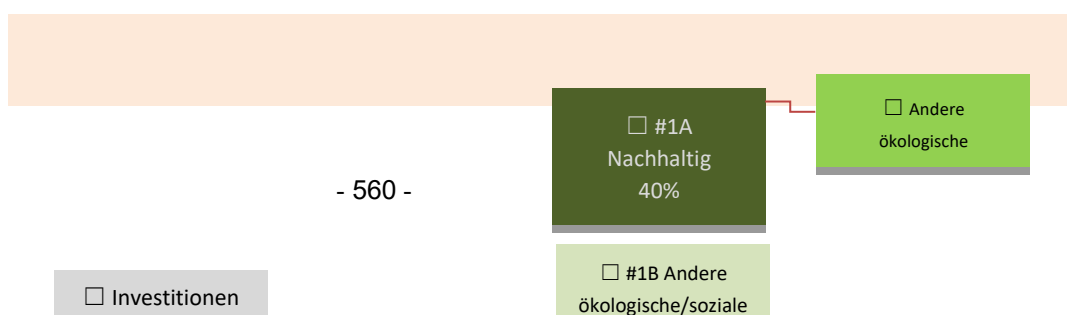 ☐ Andere
ökologische
☐ #1A
Nachhaltig
40%
- 560 -
☐ #1B Andere
ökologische/soziale
☐ Investitionen